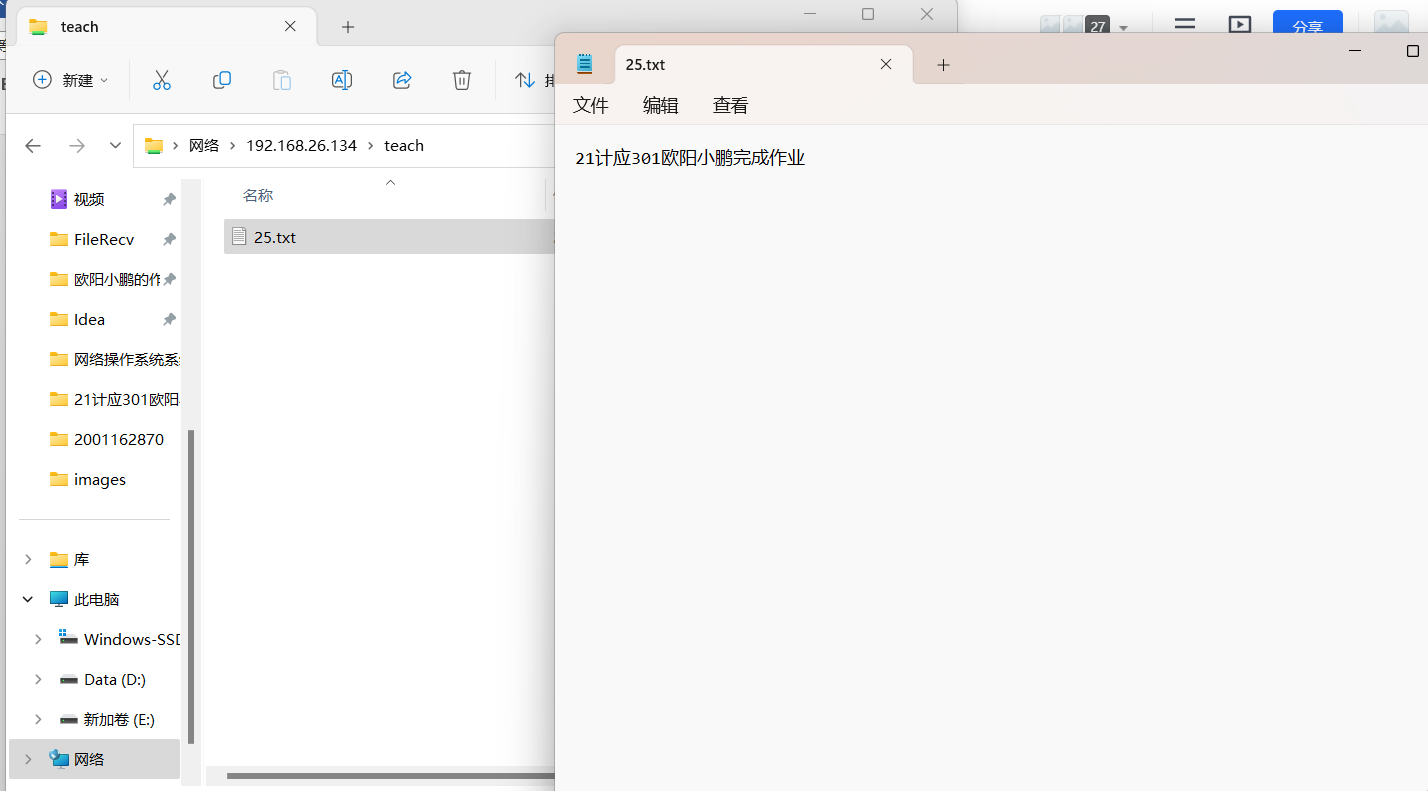 teach
新建
网络
192.168.26.134
teach
视频
FileRecv
欧阳小鹏的作
Idea
网络操作系统系
21计应301欧阳
2001162870
images
库
此电脑
Windows-SSD
Data (D:)
新加卷 (E:)
网络
名称
25.txt
27
分享
25.txt
文件
编辑
查看
21计应301欧阳小鹏完成作业